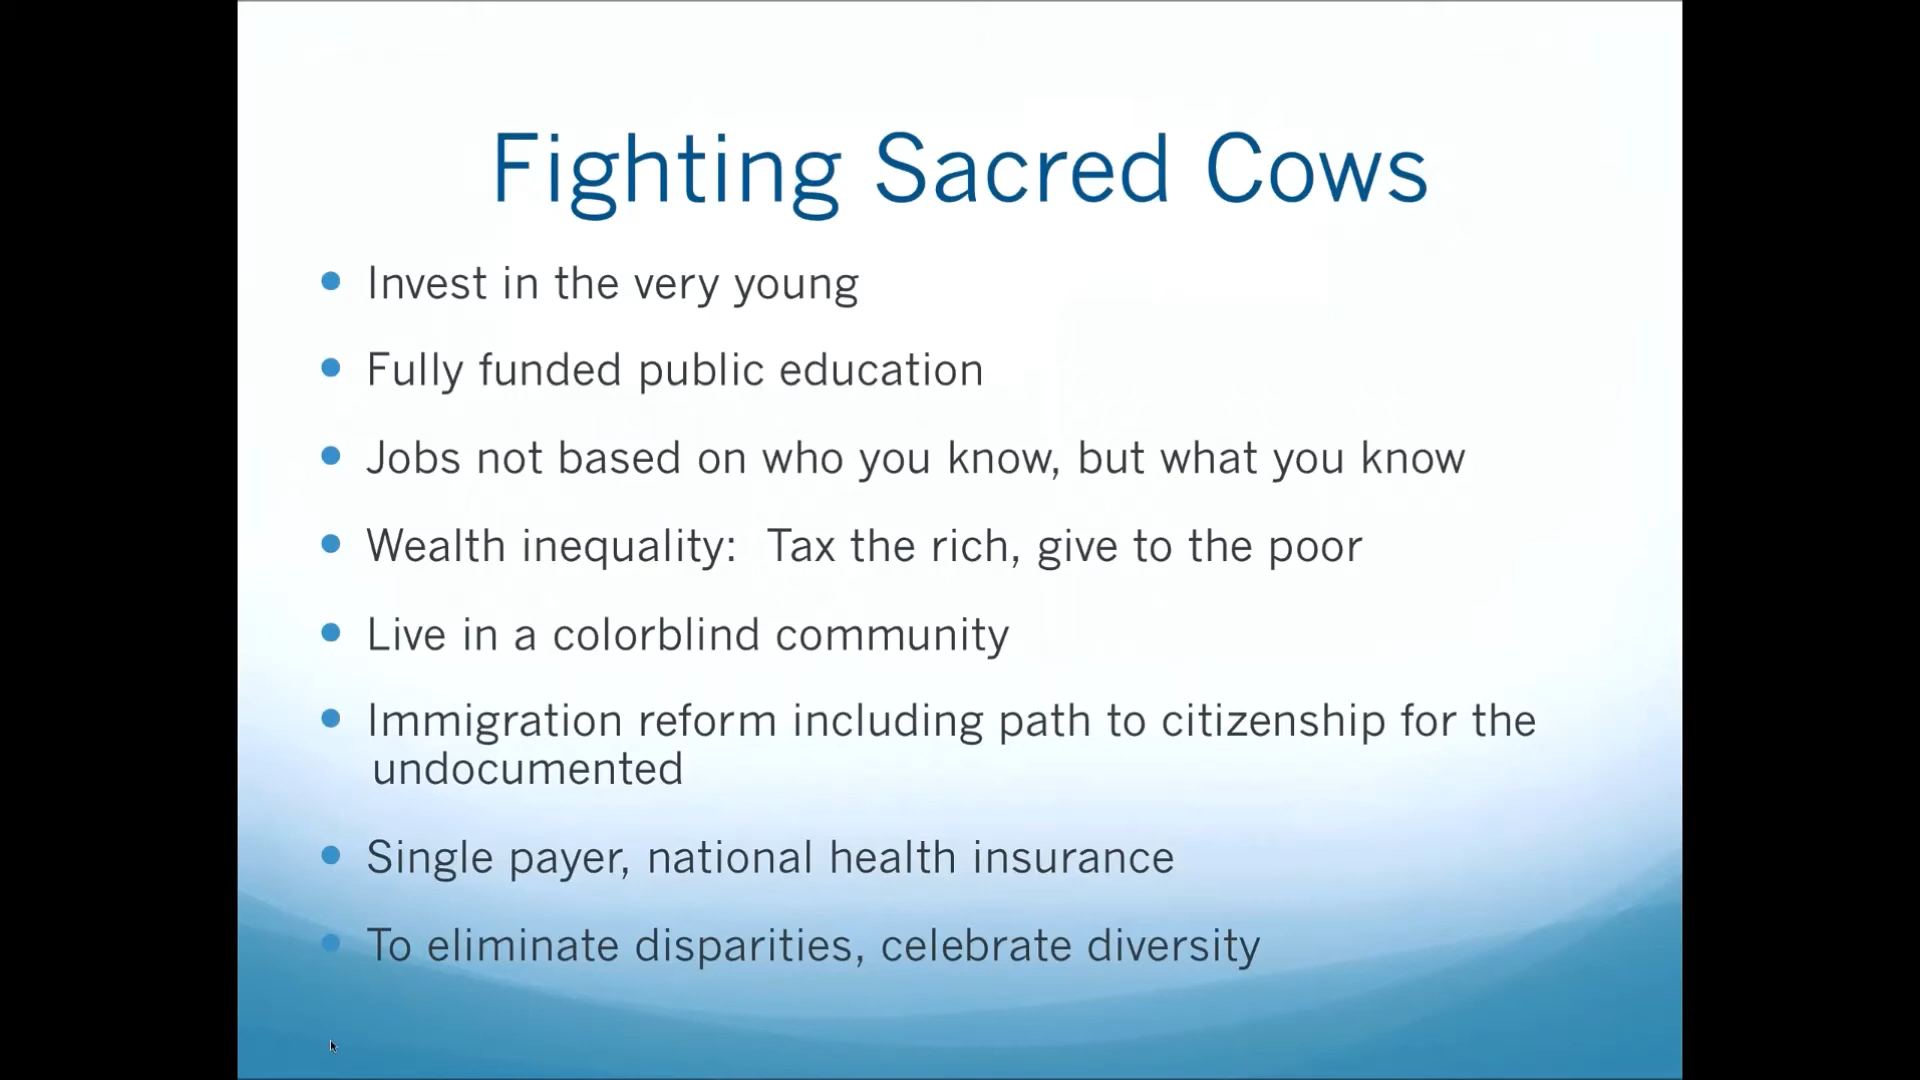 Fighting Sacred Cows
Invest in the very young
Fully funded public education
Jobs not based on who you know, but what you know
Wealth inequality:  Tax the rich, give to the poor
Live in a colorblind community
Immigration reform including path to citizenship for the
undocumented
Single payer, national health insurance
To eliminate disparities, celebrate diversity